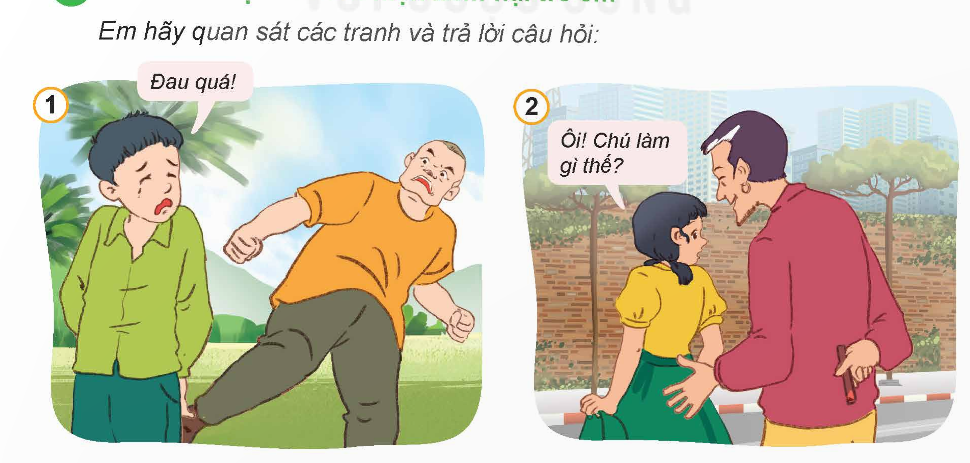 Em hãy quan sát các tranh và trả lời câu hỏi:
1
Đau quá!
2
Ôi! Chú làm
gì thế?